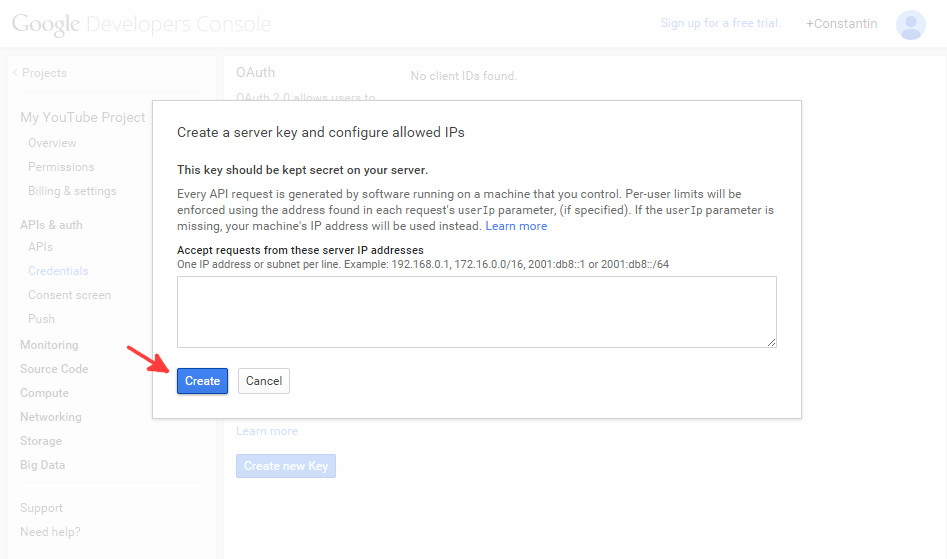 Google Developers Console
Sign up for a free trial.
+Constantin
< Projects
My YouTube Project
Overview
Permissions
Billing & settings
APIs & auth
APIs
Credentials
Consent screen
Push
Monitoring
Source Code
Compute
Networking
Storage
Big Data
Support
Need help?
OAuth
OAuth 2.0 allows users to
No client IDs found.
Create a server key and configure allowed IPs
This key should be kept secret on your server.
Every API request is generated by software running on a machine that you control. Per-user limits will be
enforced using the address found in each request's userIp parameter, (if specified). If the userIp parameter is
missing, your machine's IP address will be used instead. Learn more
Accept requests from these server IP addresses
One IP address or subnet per line. Example: 192.168.0.1, 172.16.0.0/16, 2001:db8::1 or 2001:db8::/64
Create
Cancel
Learn more
Create new Key